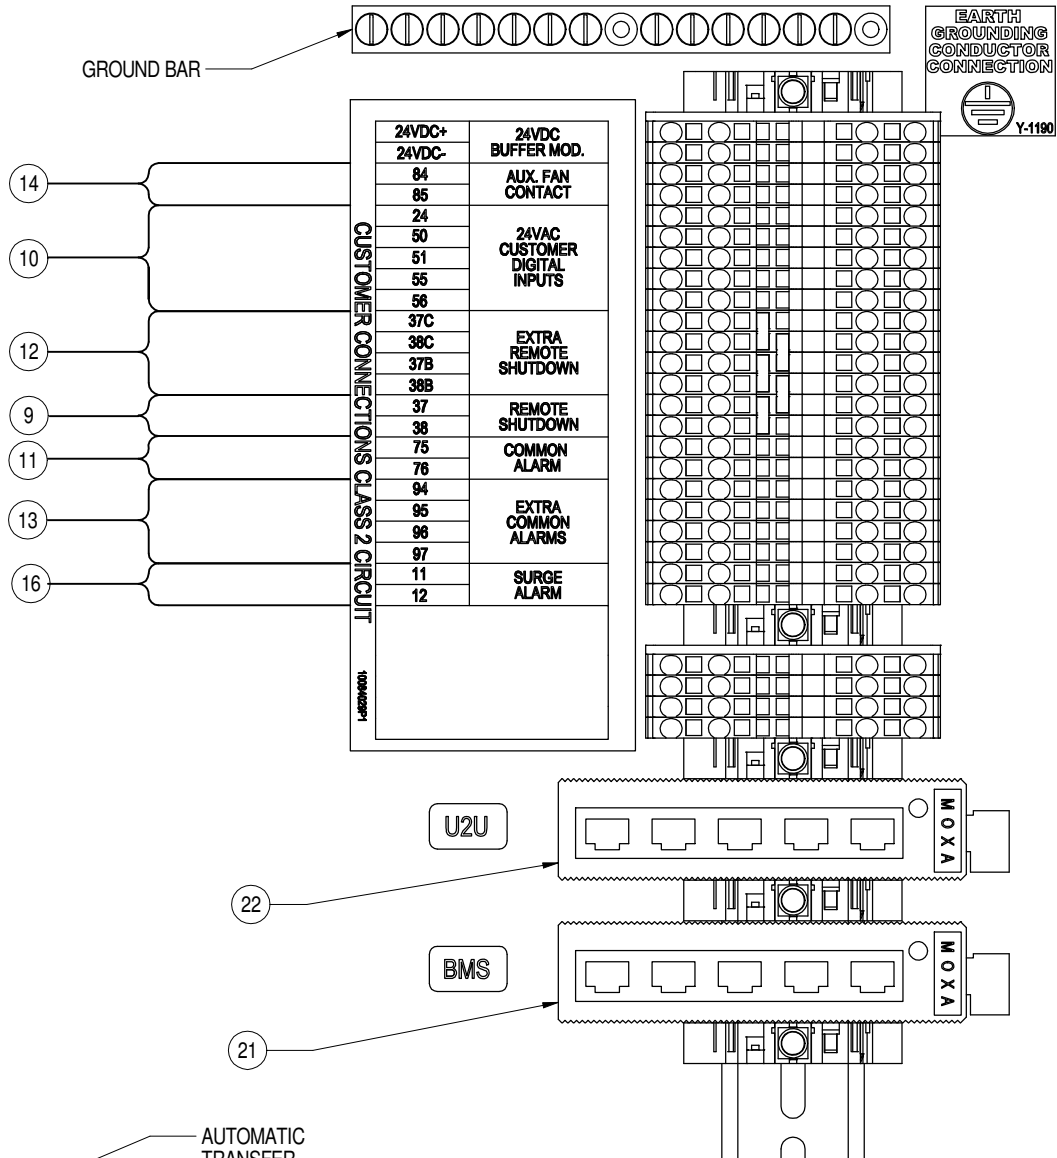 GROUND BAR
EARTH
GROUNDING
CONDUCTOR
CONNECTION
Y-1190
CUSTOMER CONNECTIONS CLASS 2 CIRCUIT
10084029P1
24VDC+
24VDC-
24VDC
BUFFER MOD.
14
84
85
AUX. FAN
CONTACT
10
24
50
51
55
56
24VAC
CUSTOMER
DIGITAL
INPUTS
12
37C
38C
37B
38B
EXTRA
REMOTE
SHUTDOWN
9
37
38
REMOTE
SHUTDOWN
11
75
76
COMMON
ALARM
13
94
95
96
97
EXTRA
COMMON
ALARMS
16
11
12
SURGE
ALARM
U2U
MOXA
22
BMS
MOXA
21
AUTOMATIC
TRANSFER